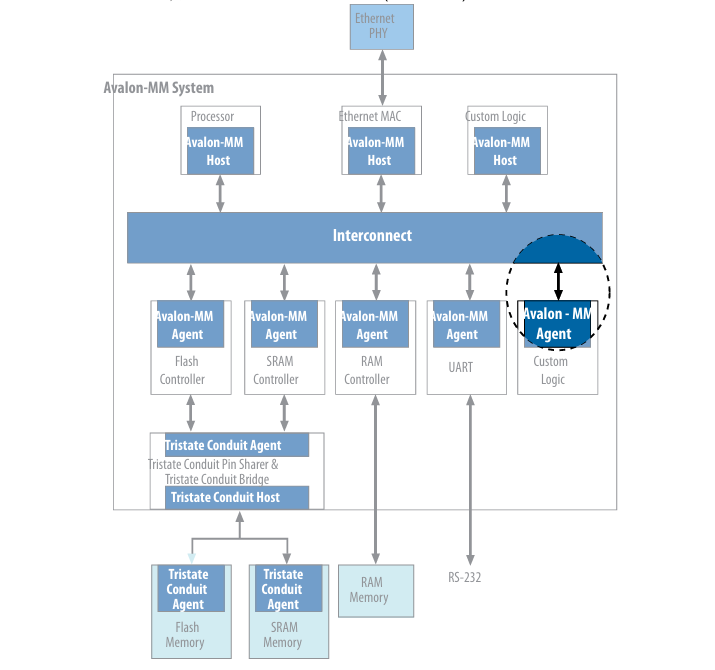 Ethernet
PHY
Avalon-MM System
Processor
Ethernet MAC
Custom Logic
Avalon-MM
Host
Avalon-MM
Host
Avalon-MM
Host
Interconnect
Avalon-MM
Agent
Avalon-MM
Agent
Avalon-MM
Agent
Avalon-MM
Agent
Avalon - MM
Agent
Flash
Controller
SRAM
Controller
RAM
Controller
UART
Custom
Logic
Tristate Conduit Agent
Tristate Conduit Pin Sharer &
Tristate Conduit Bridge
Tristate Conduit Host
Tristate
Conduit
Agent
Flash
Memory
Tristate
Conduit
Agent
SRAM
Memory
RAM
Memory
RS-232